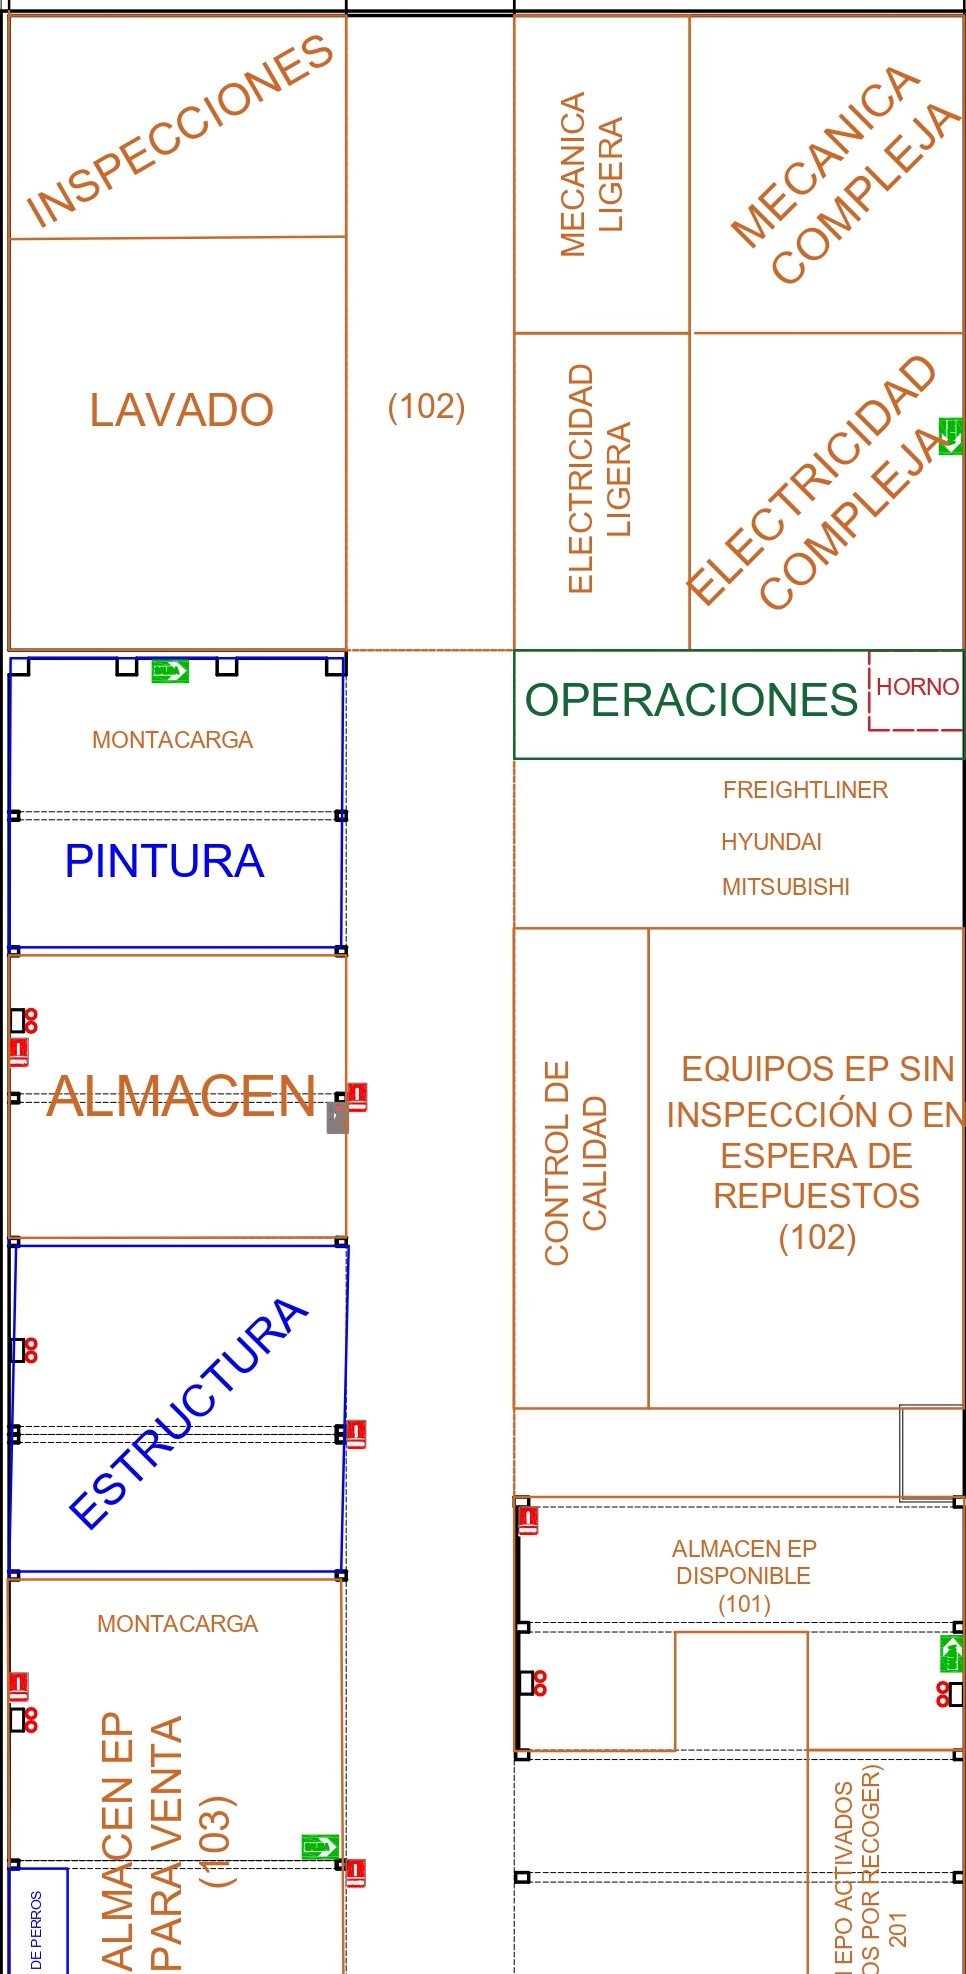 INSPECCIONES
MECANICA
LIGERA
MECANICA
COMPLEJA
LAVADO
(102)
ELECTRICIDAD
LIGERA
ELECTRICIDAD
COMPLEJA
SALIDA
MONTACARGA
PINTURA
OPERACIONES
HORNO
FREIGHTLINER
HYUNDAI
MITSUBISHI
ALMACEN
CONTROL DE
CALIDAD
EQUIPOS EP SIN
INSPECCIÓN O EN
ESPERA DE
REPUESTOS
(102)
ESTRUCTURA
ALMACEN EP
DISPONIBLE
(101)
MONTACARGA
ALMACEN EP
PARA VENTA
(103)
SALIDA
DE PERROS
EPO ACTIVADOS
OS POR RECOGER)
201